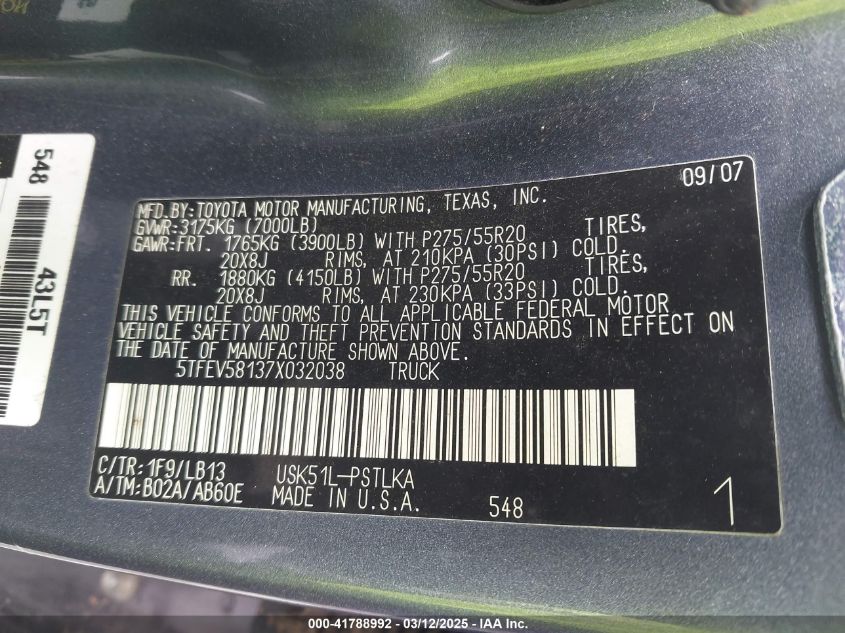 548
43L5T
09/07
MFD.BY:TOYOTA MOTOR MANUFACTURING, TEXAS, INC.
GVWR:3175KG (7000LB)
GAWR:FRT. 1765KG (3900LB) WITH P275/55R20 TIRES,
20X8J RIMS, AT 210KPA (30PSI) COLD.
RR. 1880KG (4150LB) WITH P275/55R20 TIRES,
20X8J RIMS, AT 230KPA (33PSI) COLD.
THIS VEHICLE CONFORMS TO ALL APPLICABLE FEDERAL MOTOR
VEHICLE SAFETY AND THEFT PREVENTION STANDARDS IN EFFECT ON
THE DATE OF MANUFACTURE SHOWN ABOVE.
5TFEV58137X032038 TRUCK
C/TR:1F9/LB13 USK51L-PSTLKA
A/TM:B02A/AB60E MADE IN U.S.A. 548 1
000-41788992 - 03/12/2025 - IAA Inc.